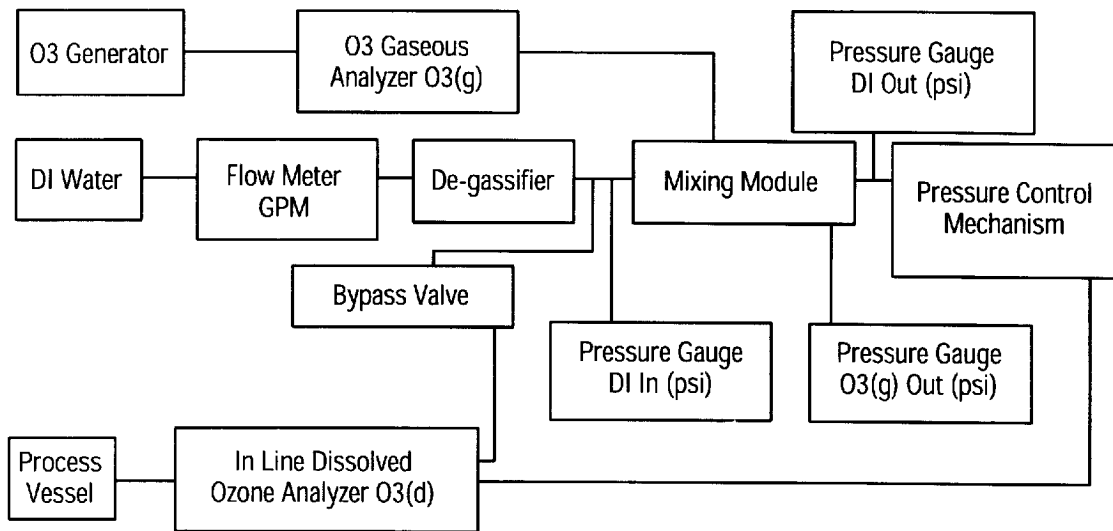 O3 Generator
O3 Gaseous
Analyzer O3(g)
Pressure Gauge
DI Out (psi)
DI Water
Flow Meter
GPM
De-gassifier
Mixing Module
Pressure Control
Mechanism
Bypass Valve
Pressure Gauge
DI In (psi)
Pressure Gauge
O3(g) Out (psi)
Process
Vessel
In Line Dissolved
Ozone Analyzer O3(d)